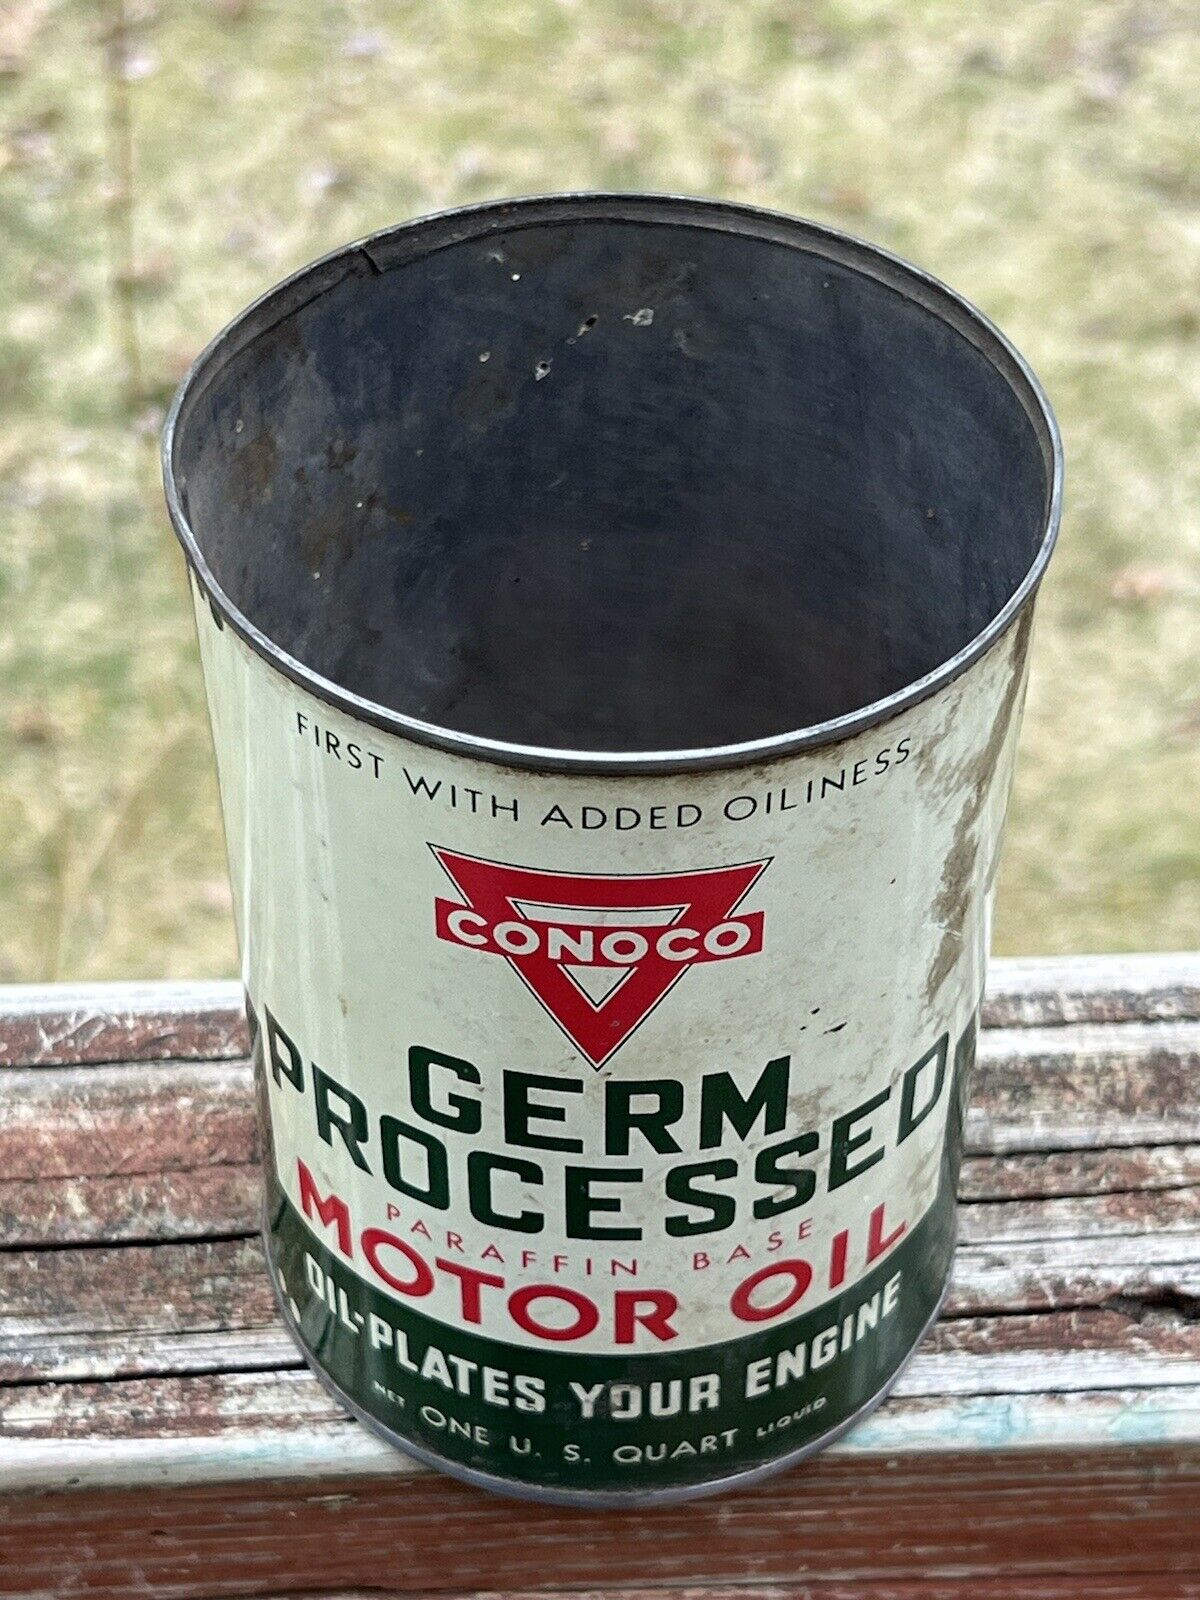 FIRST WITH ADDED OILINESS
CONOCO
GERM
PROCESSED
PARAFFIN BASE
MOTOR OIL
OIL-PLATES YOUR ENGINE
NET ONE U. S. QUART LIQUID